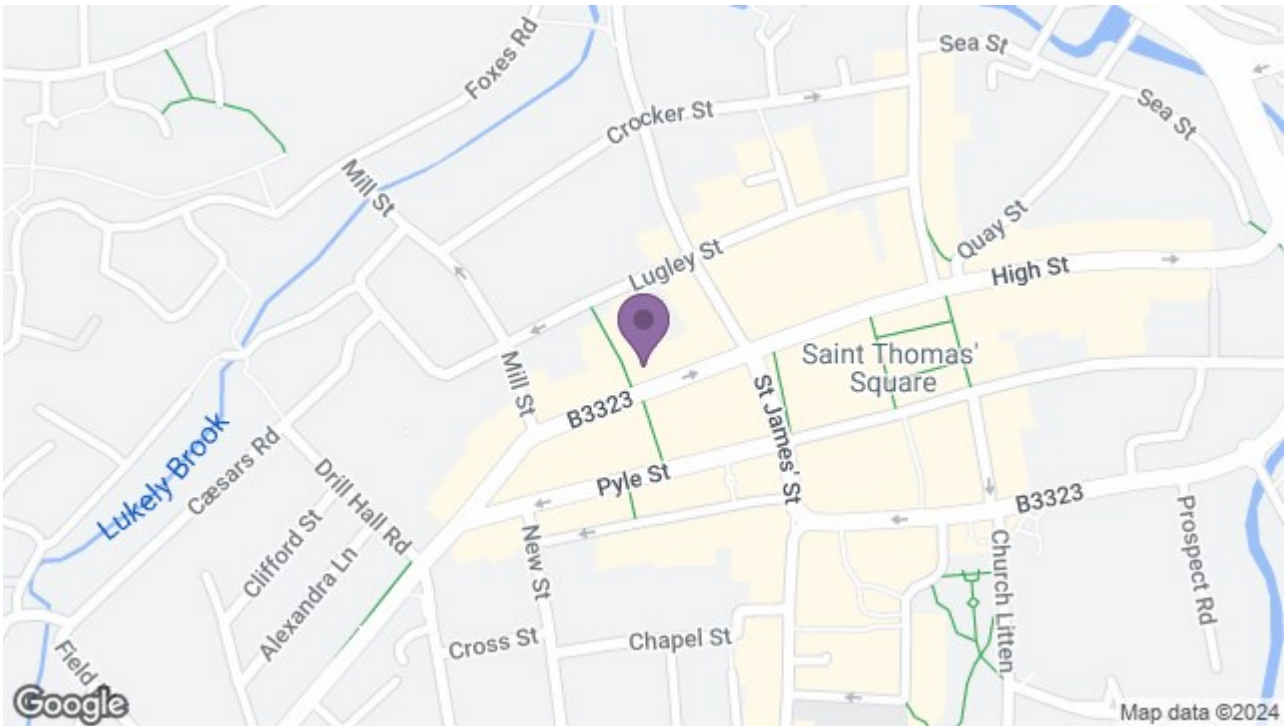 Sea St
Foxes Rd
Crocker St
Sea St
Mill St
Quay St
Lugley St
High St
Saint Thomas'
Square
Mill St
B3323
St James' St
Lukely Brook
Cæsars Rd
Pyle St
Drill Hall Rd
B3323
Clifford St
New St
Prospect Rd
Alexandra Ln
Church Litten
Cross St
Chapel St
Field
Google
Map data ©2024